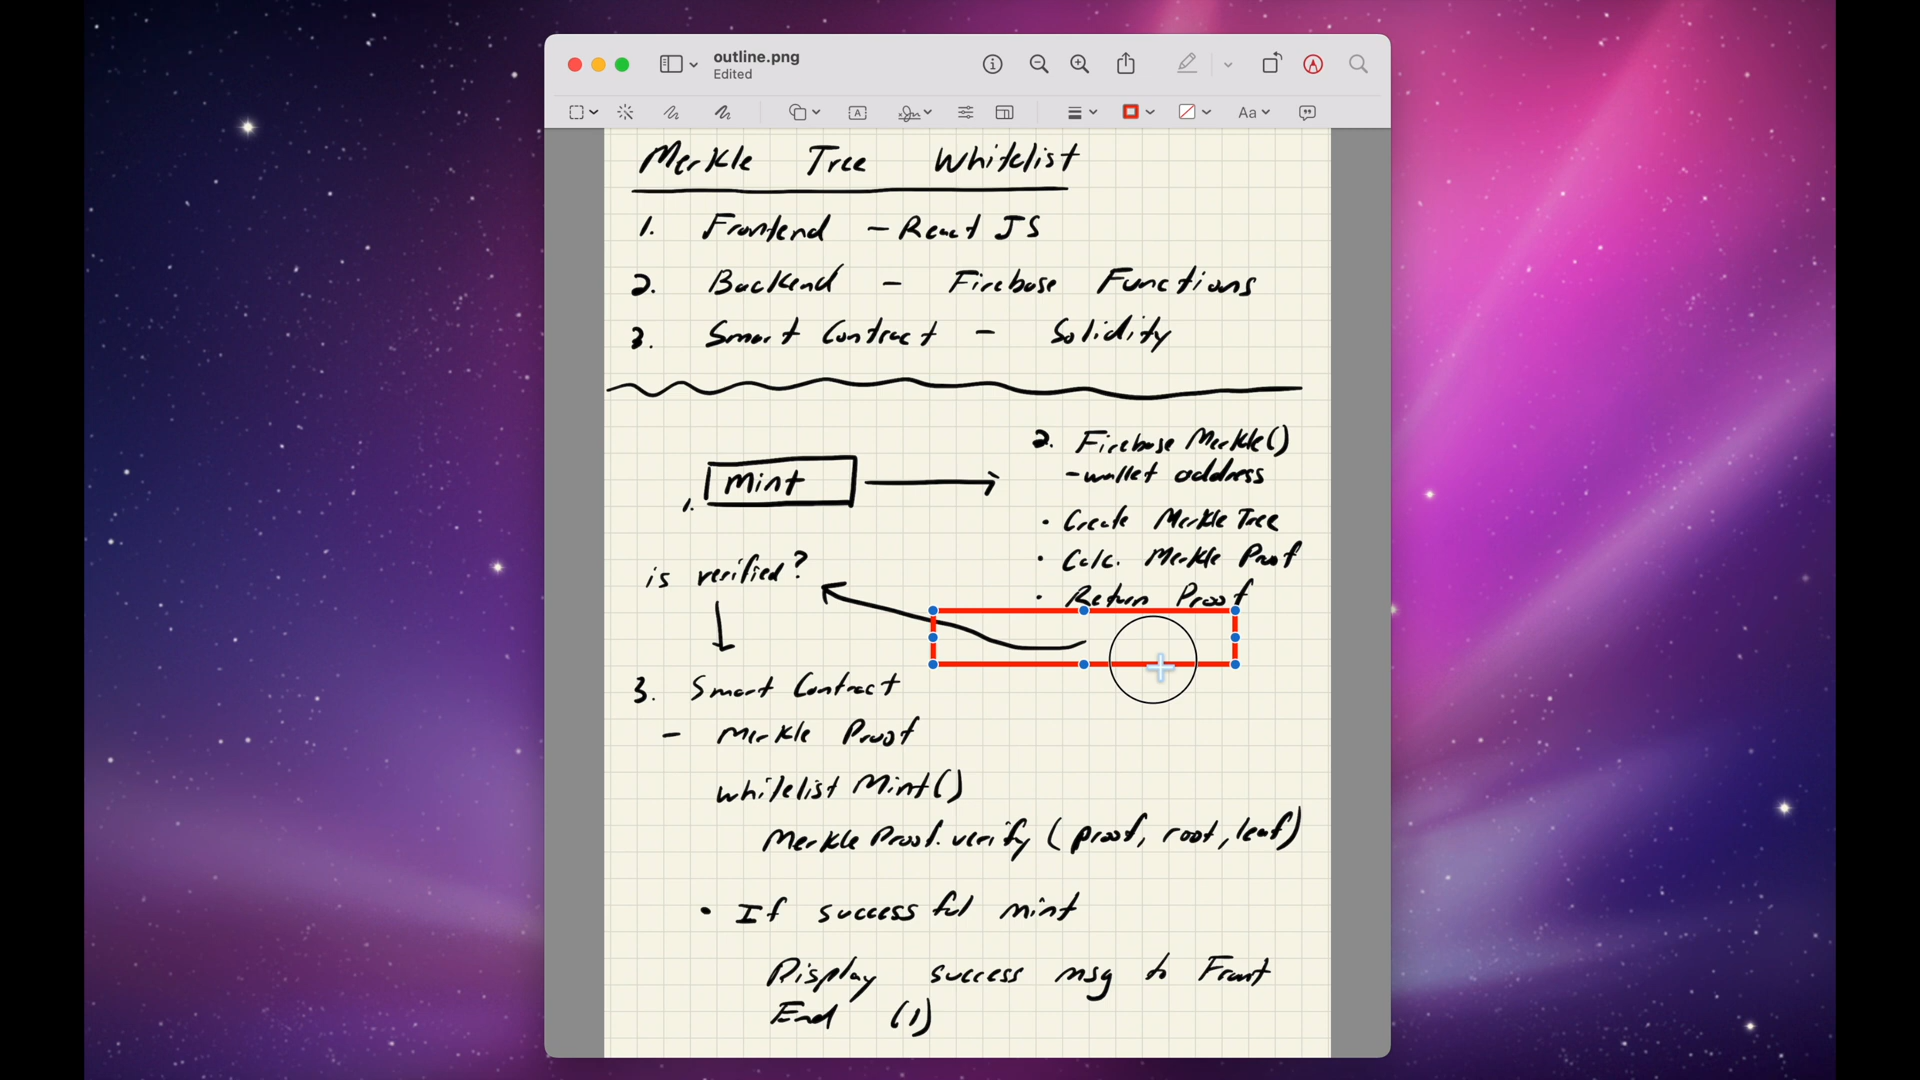 outline.png
Edited
Aa
Merkle Tree Whitelist
1. Frontend - React JS
2. Backend - Firebase Functions
3. Smart Contract - Solidity
1. Mint
2. Firebase Merkle()
- wallet address
• Create Merkle Tree
• Calc. Merkle Proof
• Return Proof
is verified?
3. Smart Contract
- Merkle Proof
whitelist Mint()
Merkle Proof.verify (proof, root, leaf)
• If successful mint
Display success msg to Front
End (1)